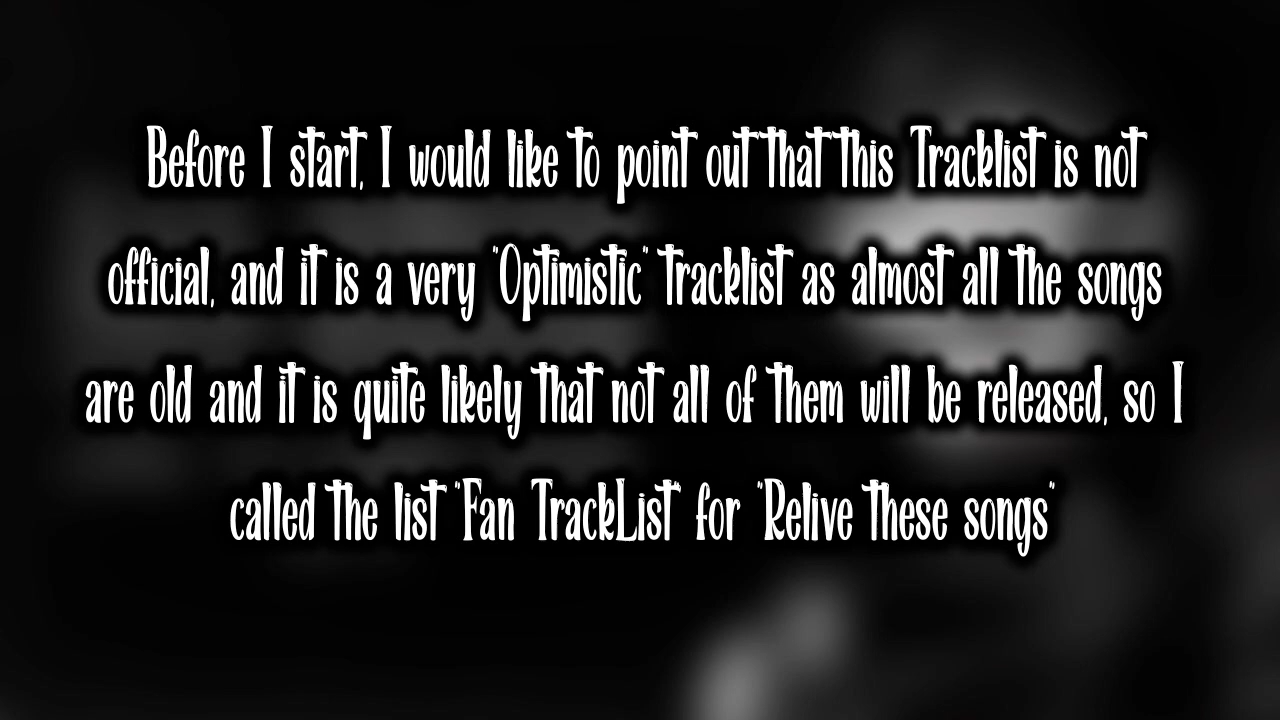 Before I start, I would like to point out that this Tracklist is not
official, and it is a very "Optimistic" tracklist as almost all the songs
are old and it is quite likely that not all of them will be released, so I
called the list "Fan TrackList" for "Relive these songs"